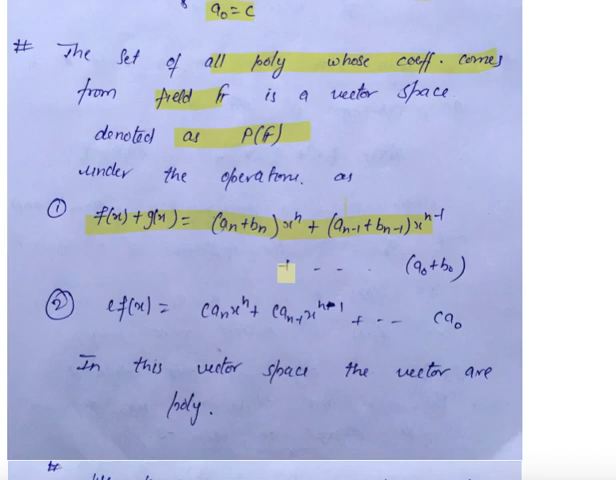 a₀ = c
# The set of all poly whose coeff. comes
from field F is a vector space.
denoted as P(F)
under the operations. as
① f(x) + g(x) = (aₙ+bₙ)xⁿ + (aₙ₋₁+bₙ₋₁)xⁿ⁻¹
+ - - - (a₀+b₀)
② cf(x) = caₙxⁿ + caₙ₋₁xⁿ⁻¹ + - - ca₀
In this vector space the vector are
poly.
#